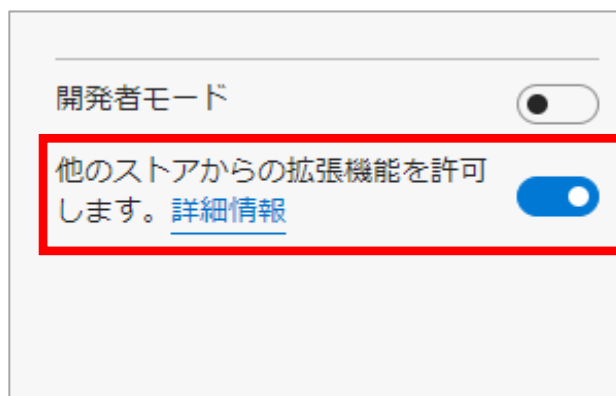 開発者モード
他のストアからの拡張機能を許可
します。詳細情報